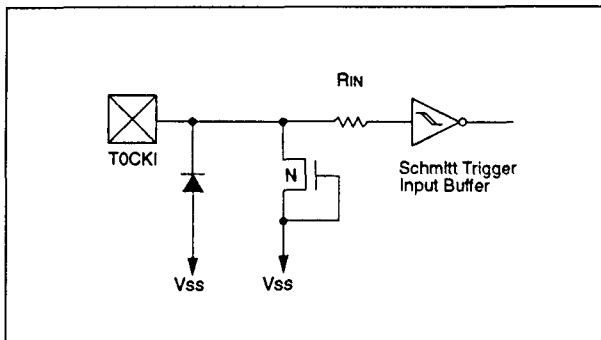 RIN
T0CKI
N
Schmitt Trigger
Input Buffer
VSS
VSS